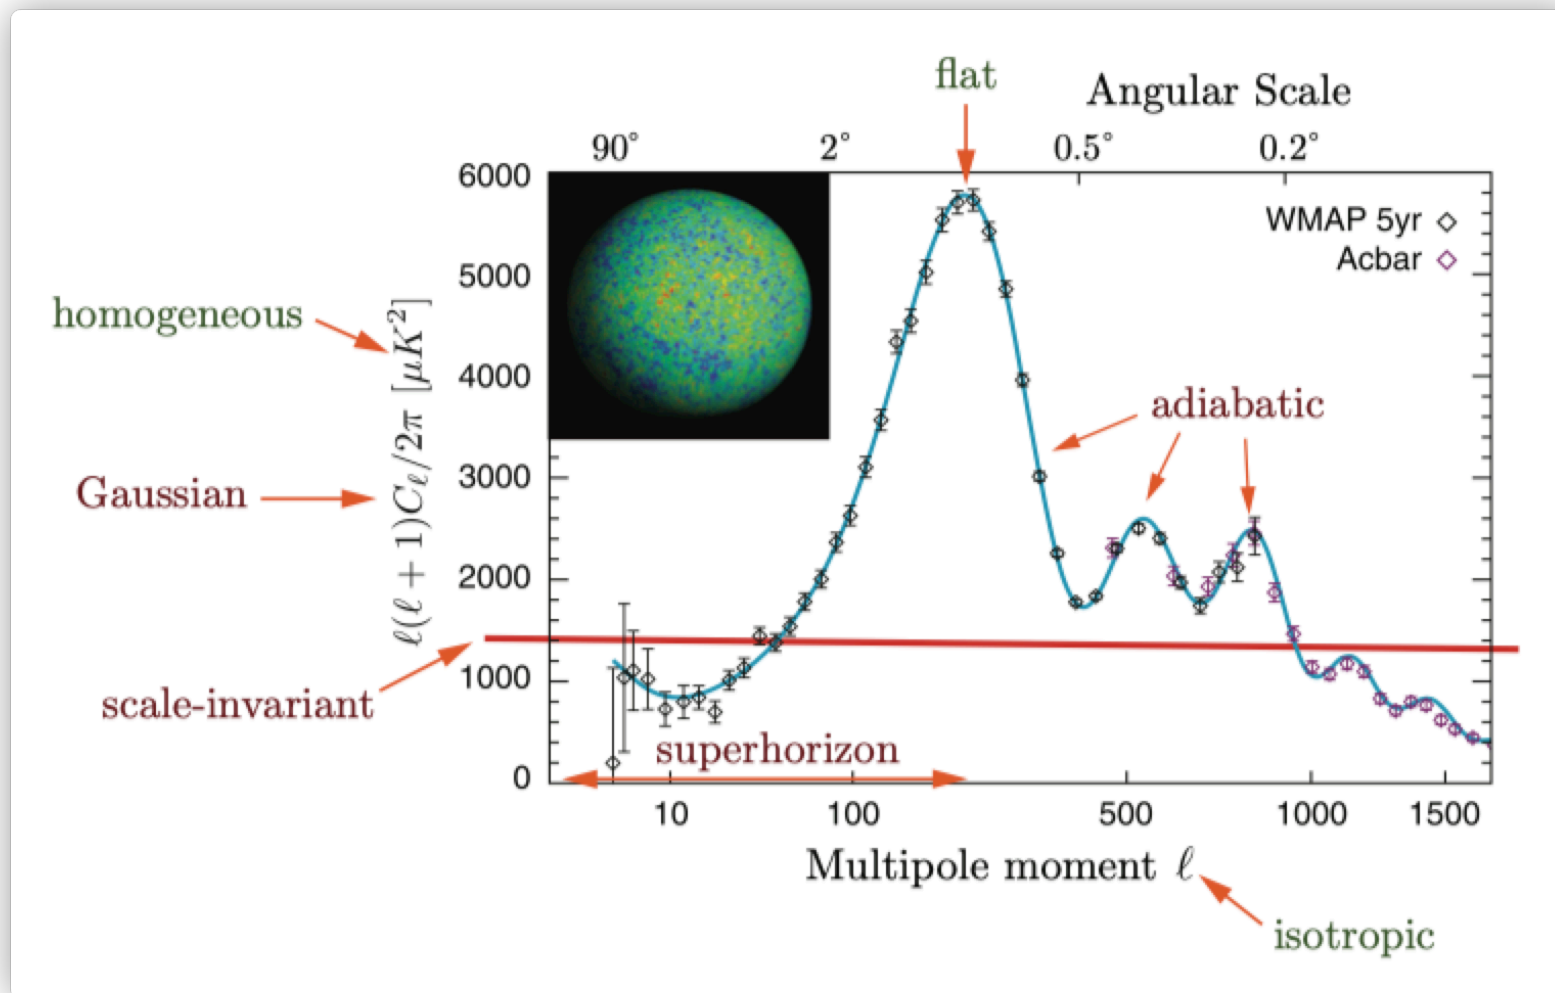 flat
Angular Scale
90° 2° 0.5° 0.2°
6000
WMAP 5yr
Acbar
5000
homogeneous
4000
adiabatic
3000
Gaussian
ℓ(ℓ + 1)Cℓ/2π [μK²]
2000
1000
scale-invariant
superhorizon
0
10 100 500 1000 1500
Multipole moment ℓ
isotropic